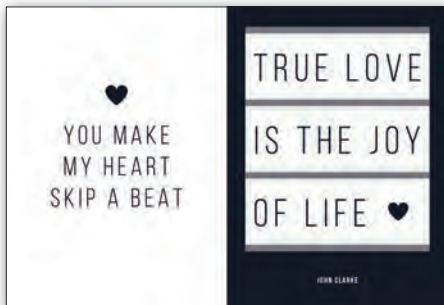 YOU MAKE
MY HEART
SKIP A BEAT
TRUE LOVE
IS THE JOY
OF LIFE
JOHN CLARKE